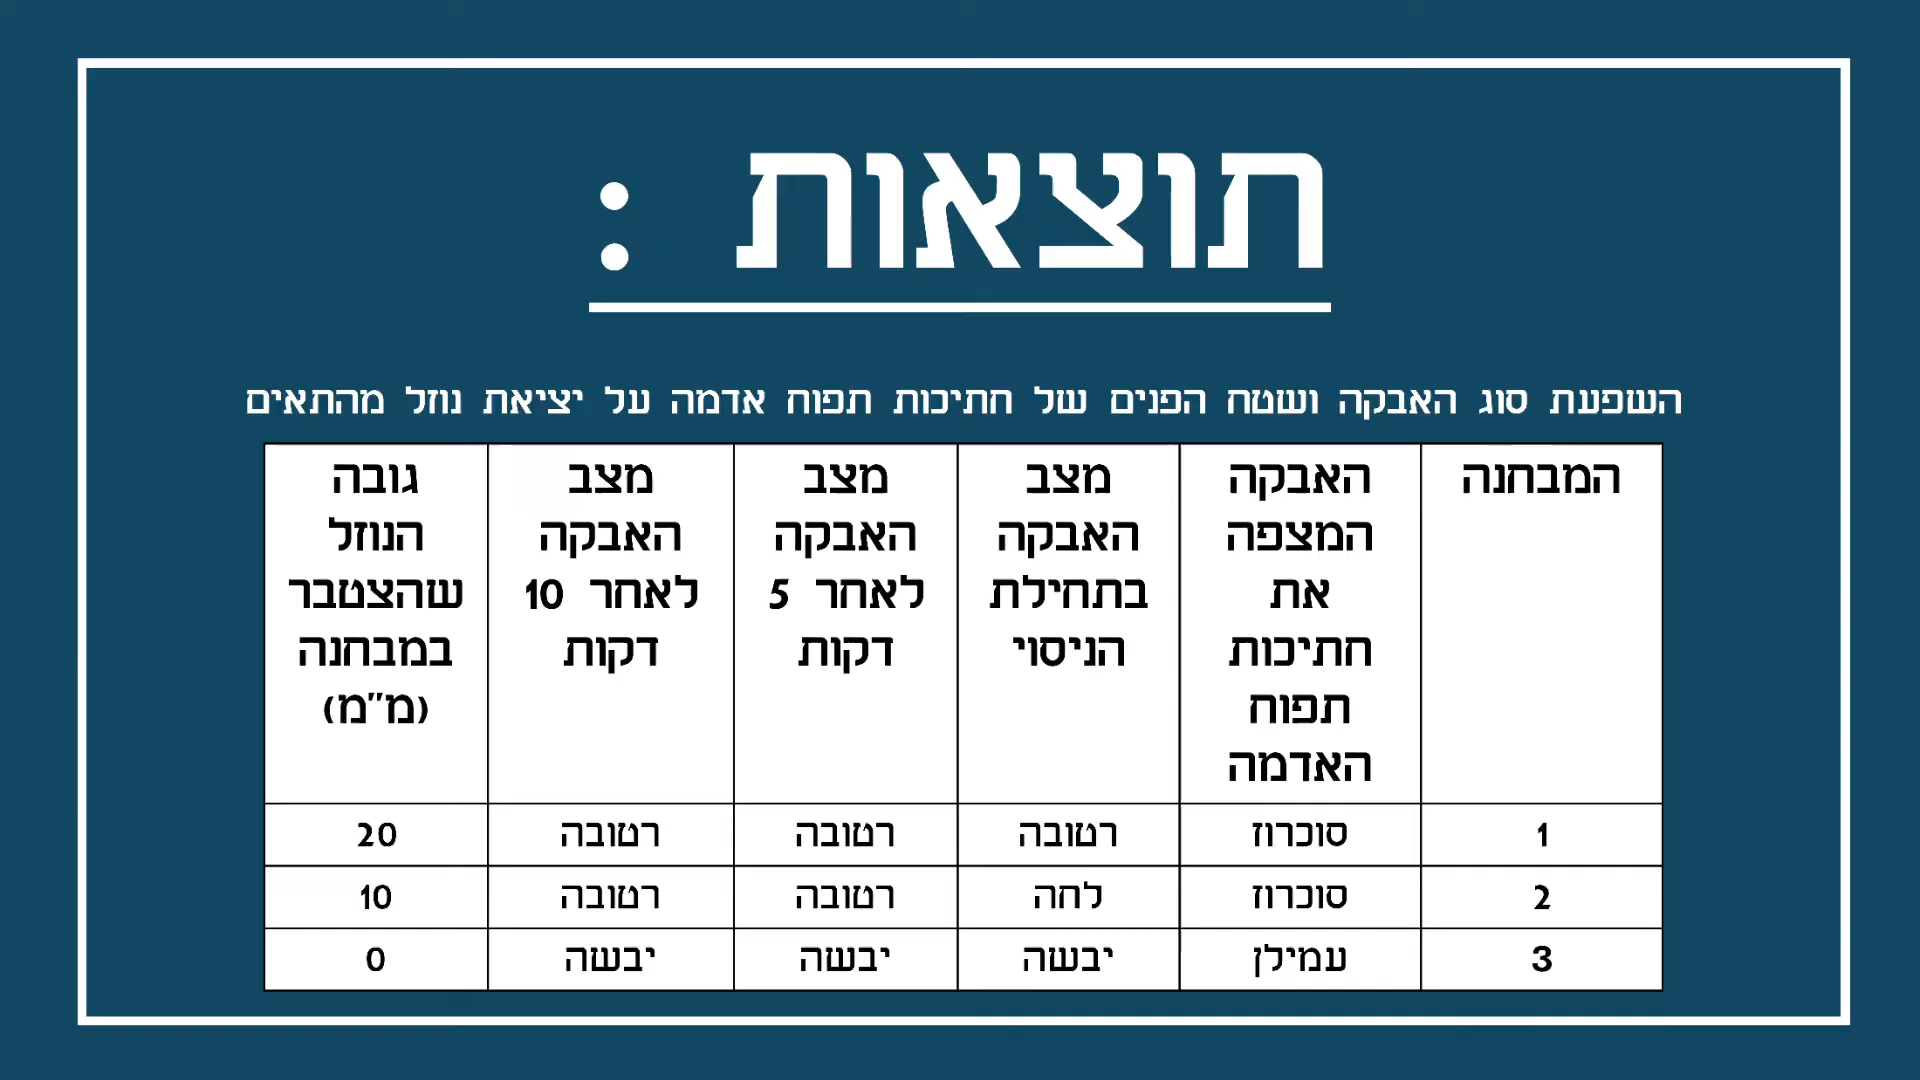 תוצאות :
השפעת סוג האבקה ושטח הפנים של חתיכות תפוח אדמה על יציאת נוזל מהתאים
המבחנה
האבקה
המצפה
את
חתיכות
תפוח
האדמה
מצב
האבקה
בתחילת
הניסוי
מצב
האבקה
לאחר 5
דקות
מצב
האבקה
לאחר 10
דקות
גובה
הנוזל
שהצטבר
במבחנה
(מ"מ)
1 סוכרוז רטובה רטובה רטובה 20
2 סוכרוז לחה רטובה רטובה 10
3 עמילן יבשה יבשה יבשה 0